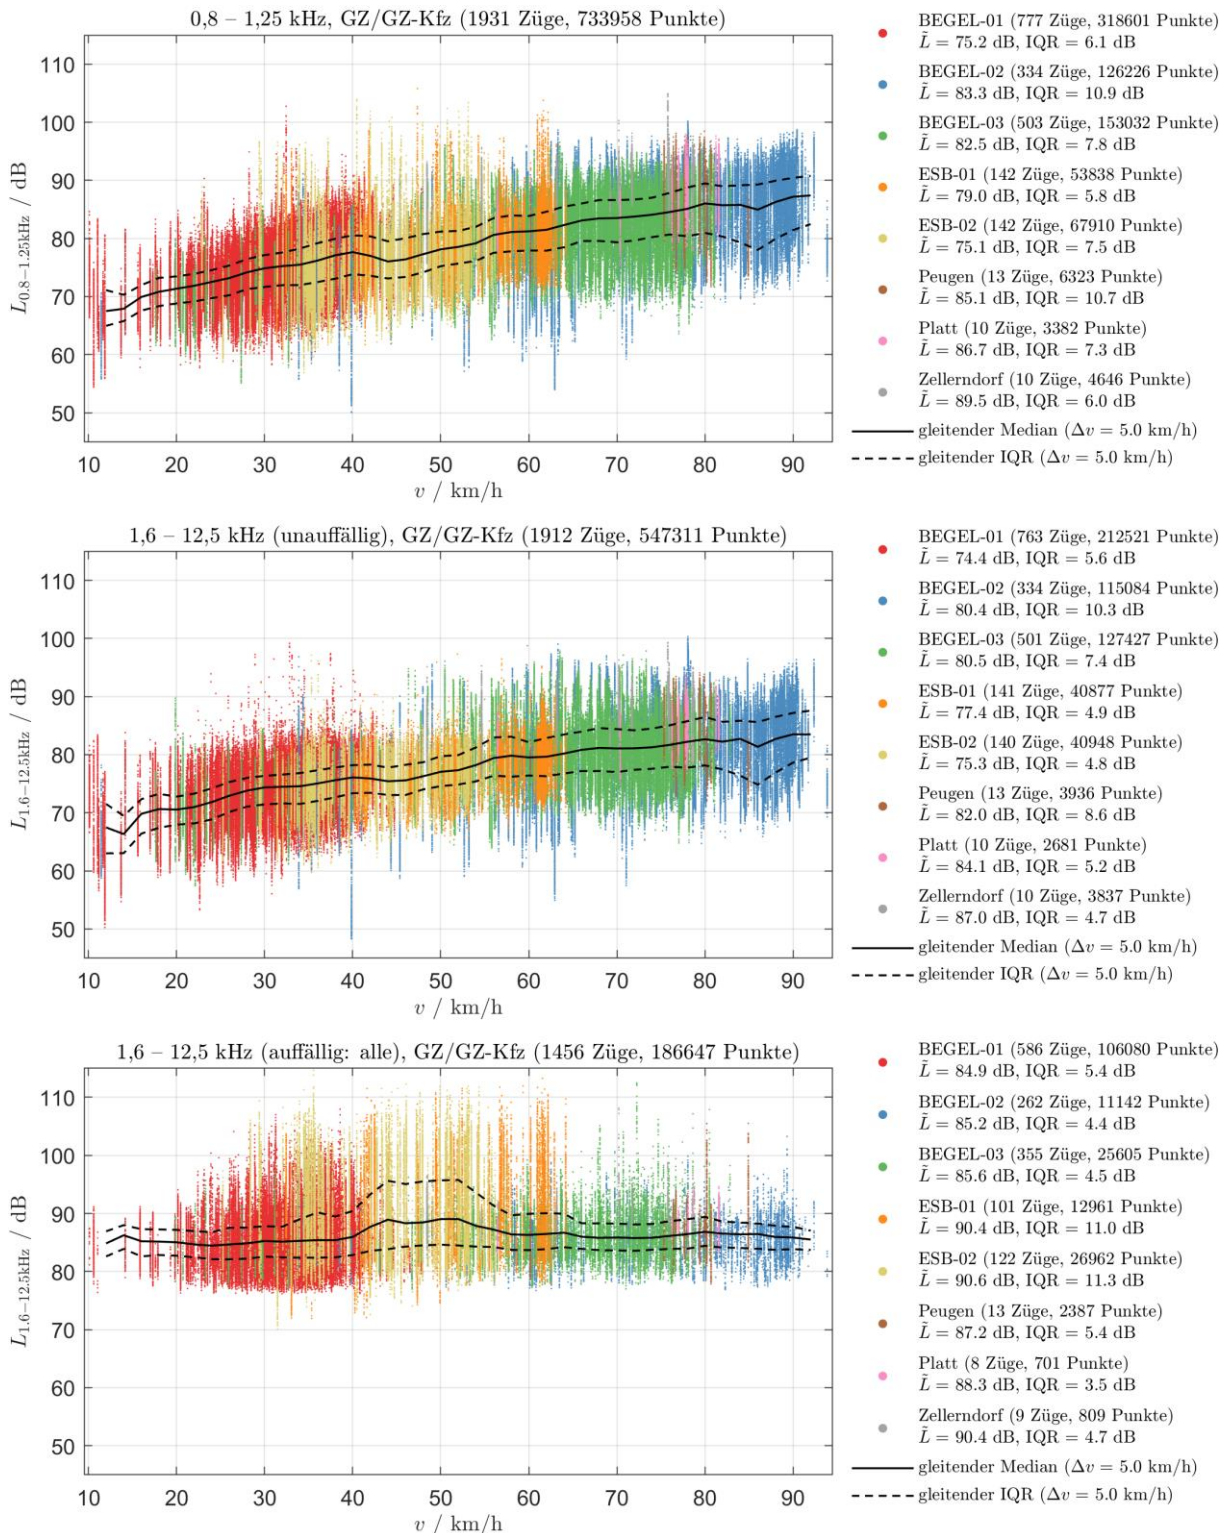 0,8 – 1,25 kHz, GZ/GZ-Kfz (1931 Züge, 733958 Punkte)
110
100
90
80
70
60
50
L0.8−1.25kHz / dB
10 20 30 40 50 60 70 80 90
v / km/h
BEGEL-01 (777 Züge, 318601 Punkte)
L̃ = 75.2 dB, IQR = 6.1 dB
BEGEL-02 (334 Züge, 126226 Punkte)
L̃ = 83.3 dB, IQR = 10.9 dB
BEGEL-03 (503 Züge, 153032 Punkte)
L̃ = 82.5 dB, IQR = 7.8 dB
ESB-01 (142 Züge, 53838 Punkte)
L̃ = 79.0 dB, IQR = 5.8 dB
ESB-02 (142 Züge, 67910 Punkte)
L̃ = 75.1 dB, IQR = 7.5 dB
Peugen (13 Züge, 6323 Punkte)
L̃ = 85.1 dB, IQR = 10.7 dB
Platt (10 Züge, 3382 Punkte)
L̃ = 86.7 dB, IQR = 7.3 dB
Zellerndorf (10 Züge, 4646 Punkte)
L̃ = 89.5 dB, IQR = 6.0 dB
gleitender Median (Δv = 5.0 km/h)
gleitender IQR (Δv = 5.0 km/h)
1,6 – 12,5 kHz (unauffällig), GZ/GZ-Kfz (1912 Züge, 547311 Punkte)
110
100
90
80
70
60
50
L1.6−12.5kHz / dB
10 20 30 40 50 60 70 80 90
v / km/h
BEGEL-01 (763 Züge, 212521 Punkte)
L̃ = 74.4 dB, IQR = 5.6 dB
BEGEL-02 (334 Züge, 115084 Punkte)
L̃ = 80.4 dB, IQR = 10.3 dB
BEGEL-03 (501 Züge, 127427 Punkte)
L̃ = 80.5 dB, IQR = 7.4 dB
ESB-01 (141 Züge, 40877 Punkte)
L̃ = 77.4 dB, IQR = 4.9 dB
ESB-02 (140 Züge, 40948 Punkte)
L̃ = 75.3 dB, IQR = 4.8 dB
Peugen (13 Züge, 3936 Punkte)
L̃ = 82.0 dB, IQR = 8.6 dB
Platt (10 Züge, 2681 Punkte)
L̃ = 84.1 dB, IQR = 5.2 dB
Zellerndorf (10 Züge, 3837 Punkte)
L̃ = 87.0 dB, IQR = 4.7 dB
gleitender Median (Δv = 5.0 km/h)
gleitender IQR (Δv = 5.0 km/h)
1,6 – 12,5 kHz (auffällig: alle), GZ/GZ-Kfz (1456 Züge, 186647 Punkte)
110
100
90
80
70
60
50
L1.6−12.5kHz / dB
10 20 30 40 50 60 70 80 90
v / km/h
BEGEL-01 (586 Züge, 106080 Punkte)
L̃ = 84.9 dB, IQR = 5.4 dB
BEGEL-02 (262 Züge, 11142 Punkte)
L̃ = 85.2 dB, IQR = 4.4 dB
BEGEL-03 (355 Züge, 25605 Punkte)
L̃ = 85.6 dB, IQR = 4.5 dB
ESB-01 (101 Züge, 12961 Punkte)
L̃ = 90.4 dB, IQR = 11.0 dB
ESB-02 (122 Züge, 26962 Punkte)
L̃ = 90.6 dB, IQR = 11.3 dB
Peugen (13 Züge, 2387 Punkte)
L̃ = 87.2 dB, IQR = 5.4 dB
Platt (8 Züge, 701 Punkte)
L̃ = 88.3 dB, IQR = 3.5 dB
Zellerndorf (9 Züge, 809 Punkte)
L̃ = 90.4 dB, IQR = 4.7 dB
gleitender Median (Δv = 5.0 km/h)
gleitender IQR (Δv = 5.0 km/h)